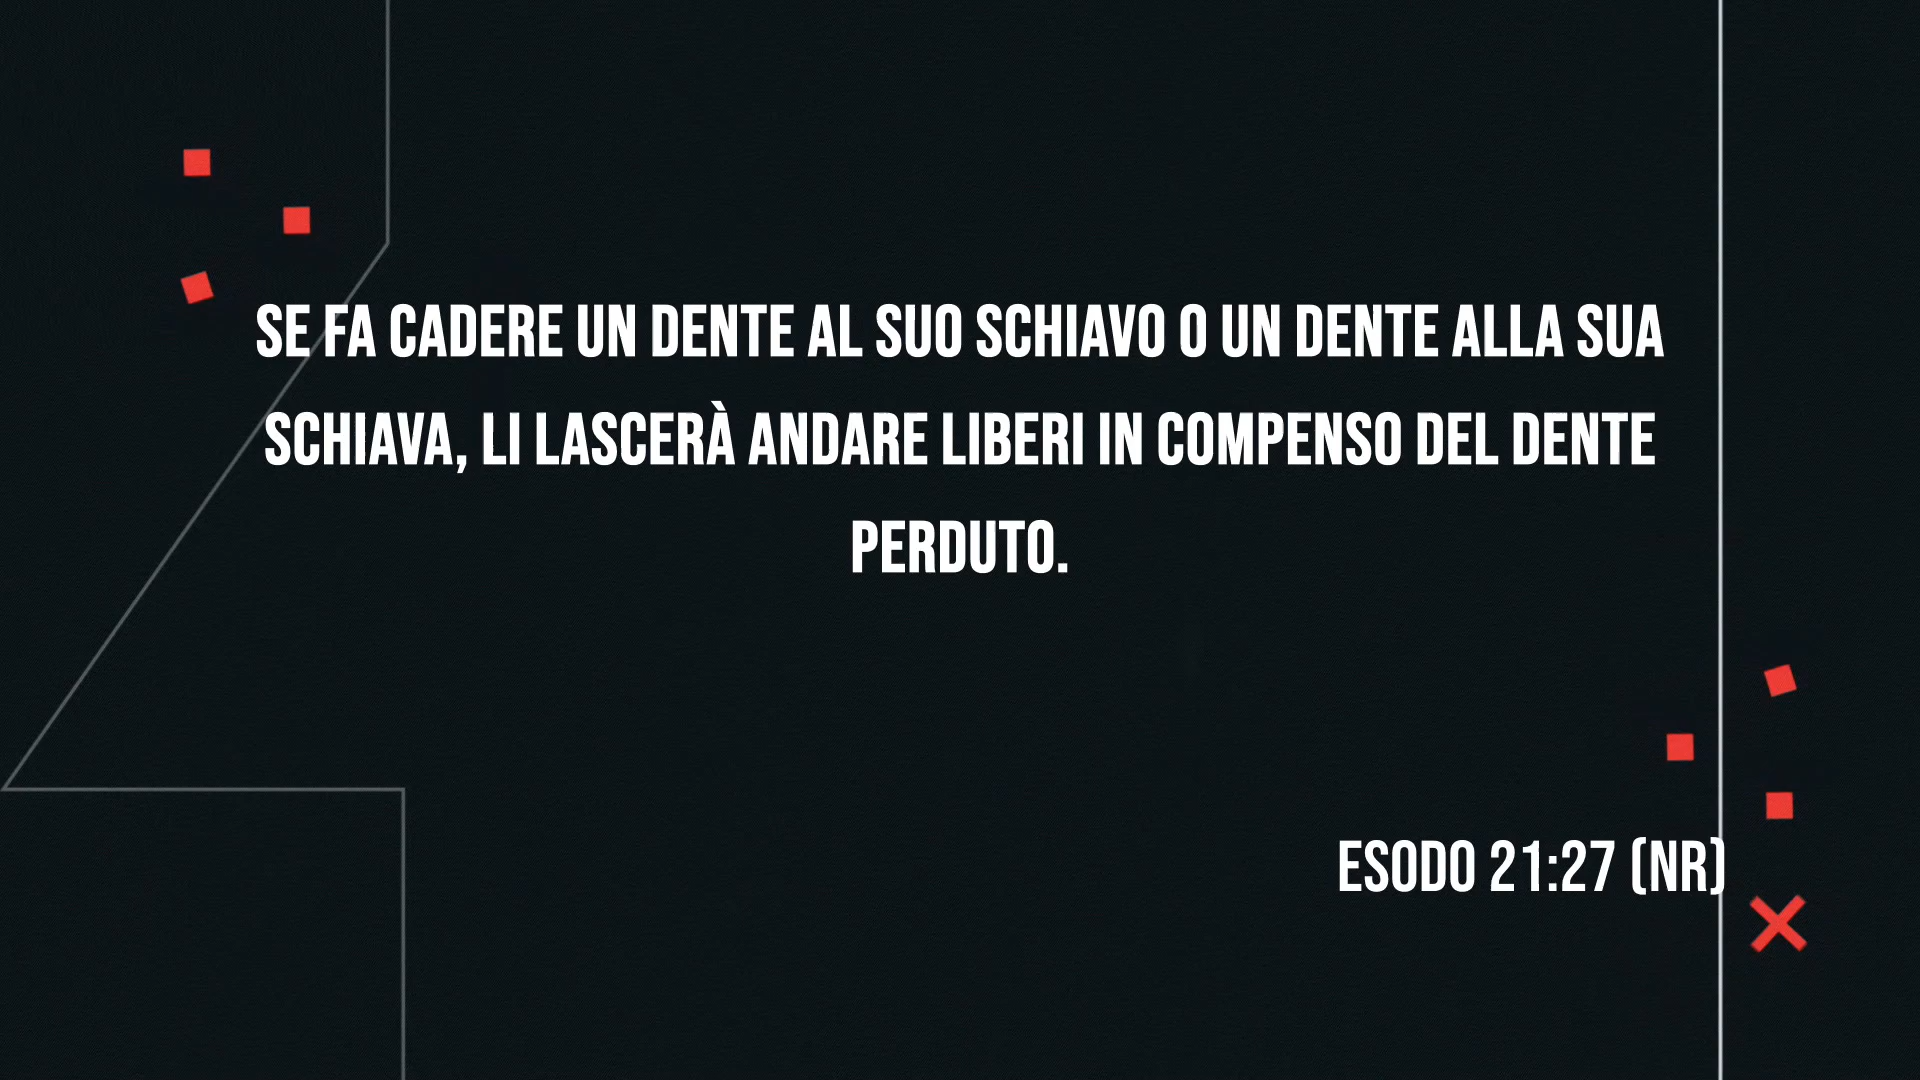 SE FA CADERE UN DENTE AL SUO SCHIAVO O UN DENTE ALLA SUA
SCHIAVA, LI LASCERÀ ANDARE LIBERI IN COMPENSO DEL DENTE
PERDUTO.
ESODO 21:27 (NR)